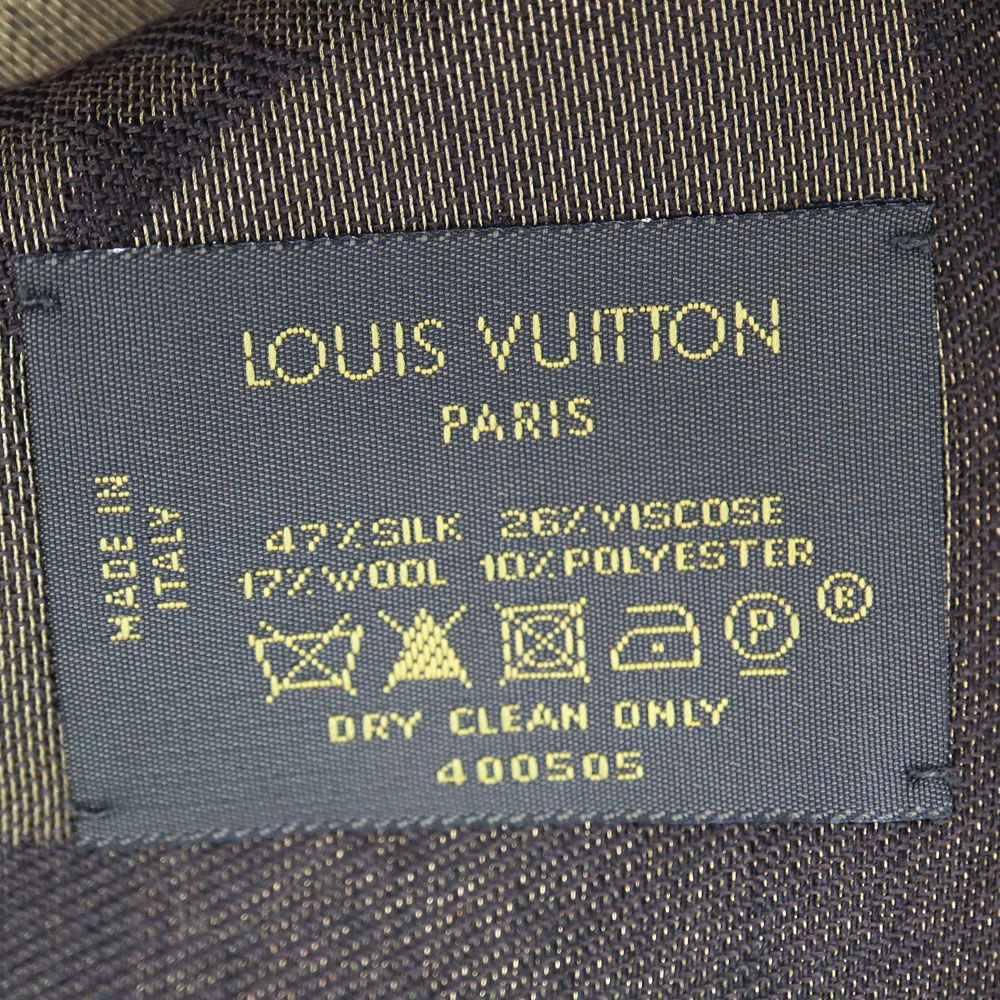 LOUIS VUITTON
PARIS
MADE IN
ITALY
47%SILK 26%VISCOSE
17%WOOL 10%POLYESTER
P ®
DRY CLEAN ONLY
400505